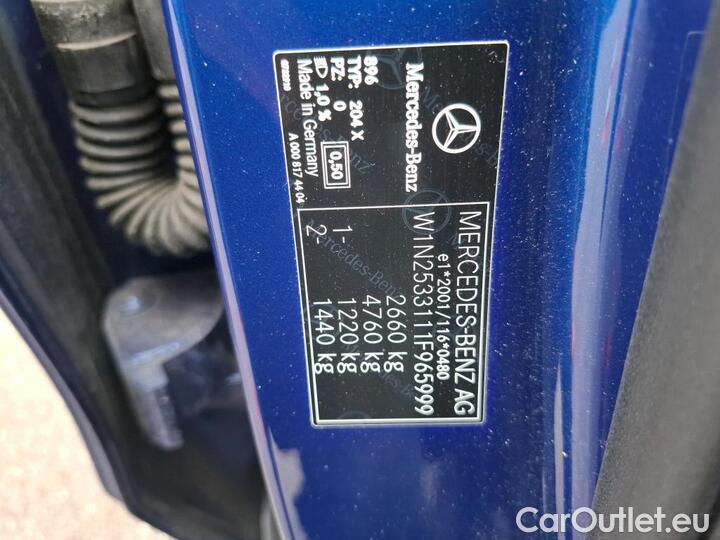 MERCEDES-BENZ AG
e1*2001/116*0480
W1N2533111F965999
2660 kg
4760 kg
1- 1220 kg
2- 1440 kg
Mercedes-Benz
896
TYP: 204 X
PZ: 0 0,50
1,0 %
Made in Germany
A 000 817 44 04
CarOutlet.eu